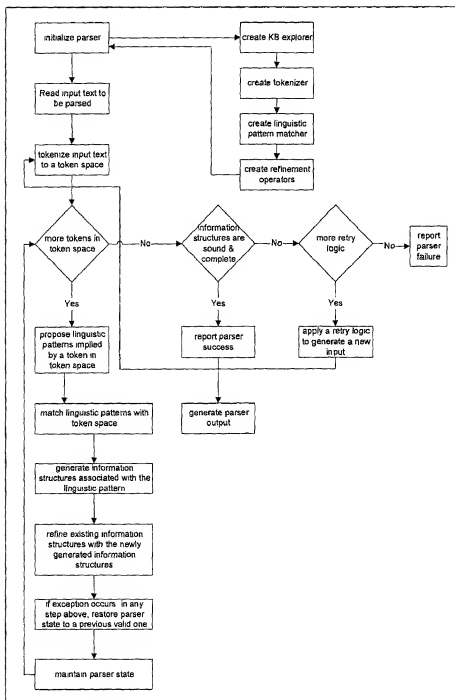 initialize parser
create KB explorer
create tokenizer
Read input text to
be parsed
create linguistic
pattern matcher
tokenize input text
to a token space
create refinement
operators
more tokens in
token space
No
information
structures are
sound &
complete
No
more retry
logic
No
report
parser
failure
Yes
Yes
Yes
propose linguistic
patterns implied
by a token in
token space
report parser
success
apply a retry logic
to generate a new
input
match linguistic patterns with
token space
generate parser
output
generate information
structures associated with the
linguistic pattern
refine existing information
structures with the newly
generated information
structures
if exception occurs in any
step above, restore parser
state to a previous valid one
maintain parser state